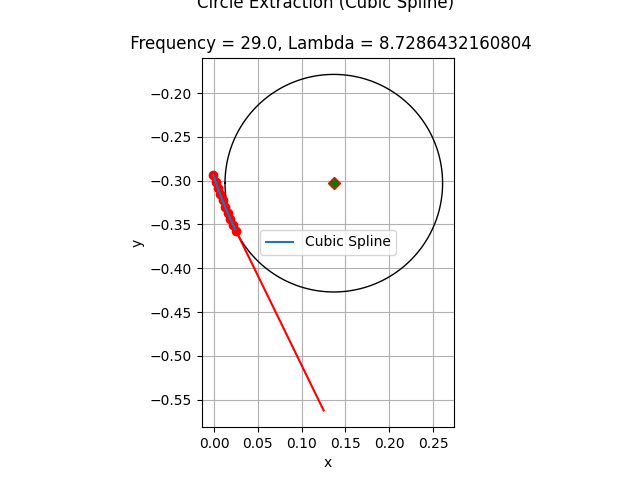 Circle Extraction (Cubic Spline)
Frequency = 29.0, Lambda = 8.7286432160804
−0.20
−0.25
−0.30
−0.35
−0.40
−0.45
−0.50
−0.55
y
Cubic Spline
0.00 0.05 0.10 0.15 0.20 0.25
x